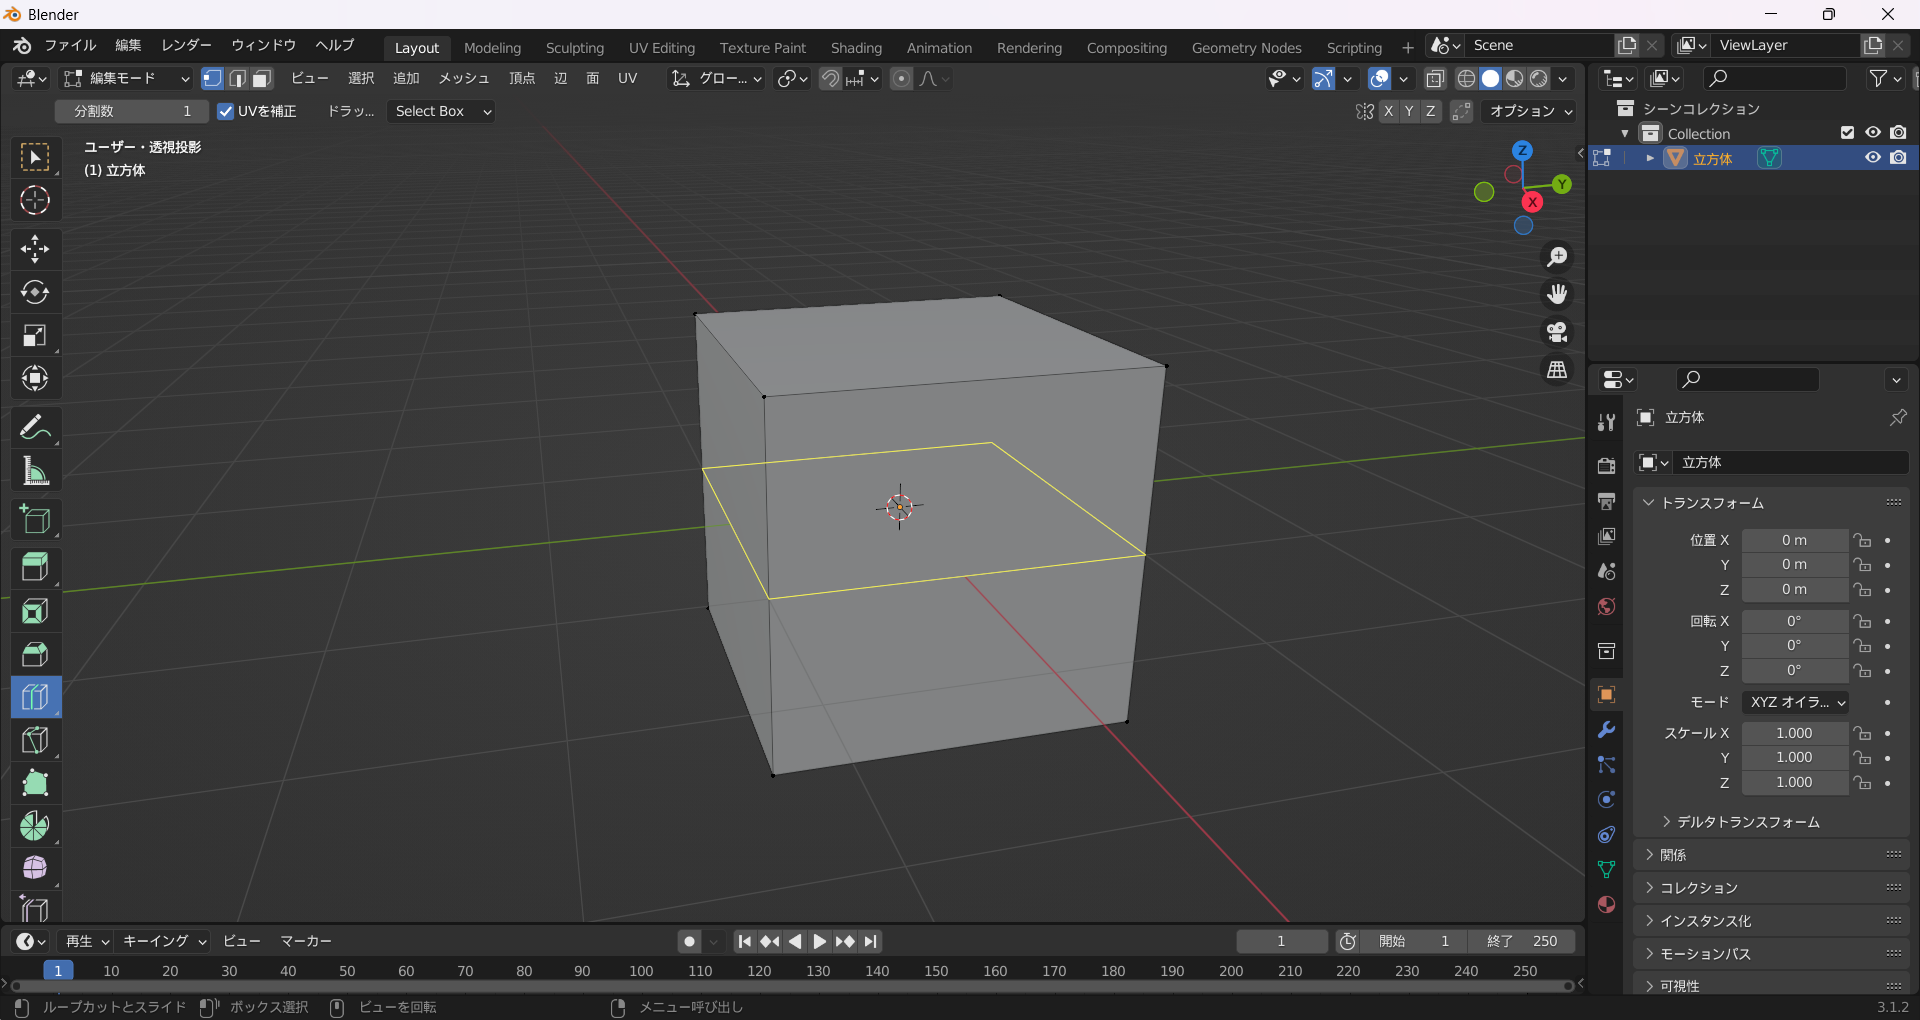 Blender
ファイル 編集 レンダー ウィンドウ ヘルプ Layout Modeling Sculpting UV Editing Texture Paint Shading Animation Rendering Compositing Geometry Nodes Scripting + Scene ViewLayer
編集モード ビュー 選択 追加 メッシュ 頂点 辺 面 UV グロー...
分割数 1 UVを補正 ドラッ... Select Box X Y Z オプション
ユーザー・透視投影
(1) 立方体
Z
Y
X
シーンコレクション
Collection
立方体
立方体
立方体
トランスフォーム
位置 X 0 m
Y 0 m
Z 0 m
回転 X 0°
Y 0°
Z 0°
モード XYZ オイラ...
スケール X 1.000
Y 1.000
Z 1.000
デルタトランスフォーム
関係
コレクション
インスタンス化
モーションパス
可視性
再生 キーイング ビュー マーカー 1 開始 1 終了 250
1 10 20 30 40 50 60 70 80 90 100 110 120 130 140 150 160 170 180 190 200 210 220 230 240 250
ループカットとスライド ボックス選択 ビューを回転 メニュー呼び出し 3.1.2